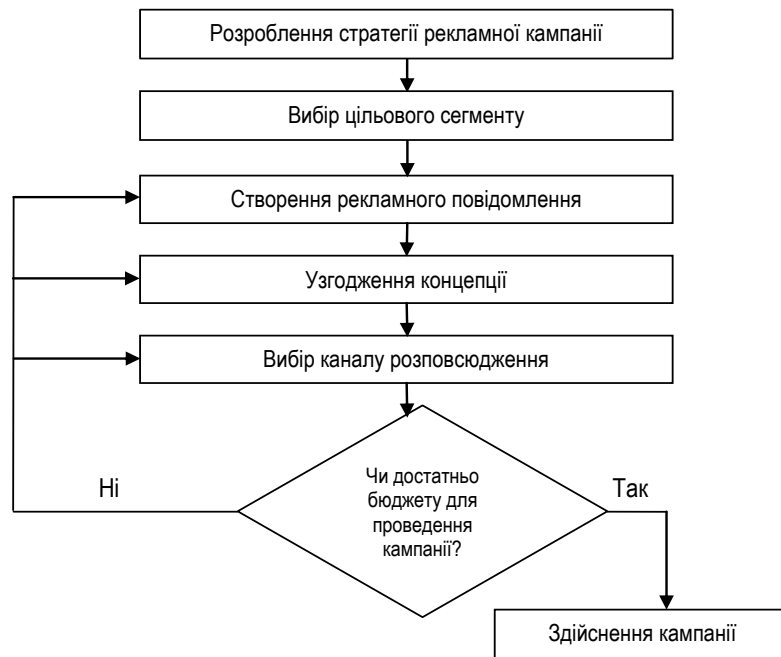 Розроблення стратегії рекламної кампанії
Вибір цільового сегменту
Створення рекламного повідомлення
Узгодження концепції
Вибір каналу розповсюдження
Чи достатньо
бюджету для
проведення
кампанії?
Ні
Так
Здійснення кампанії